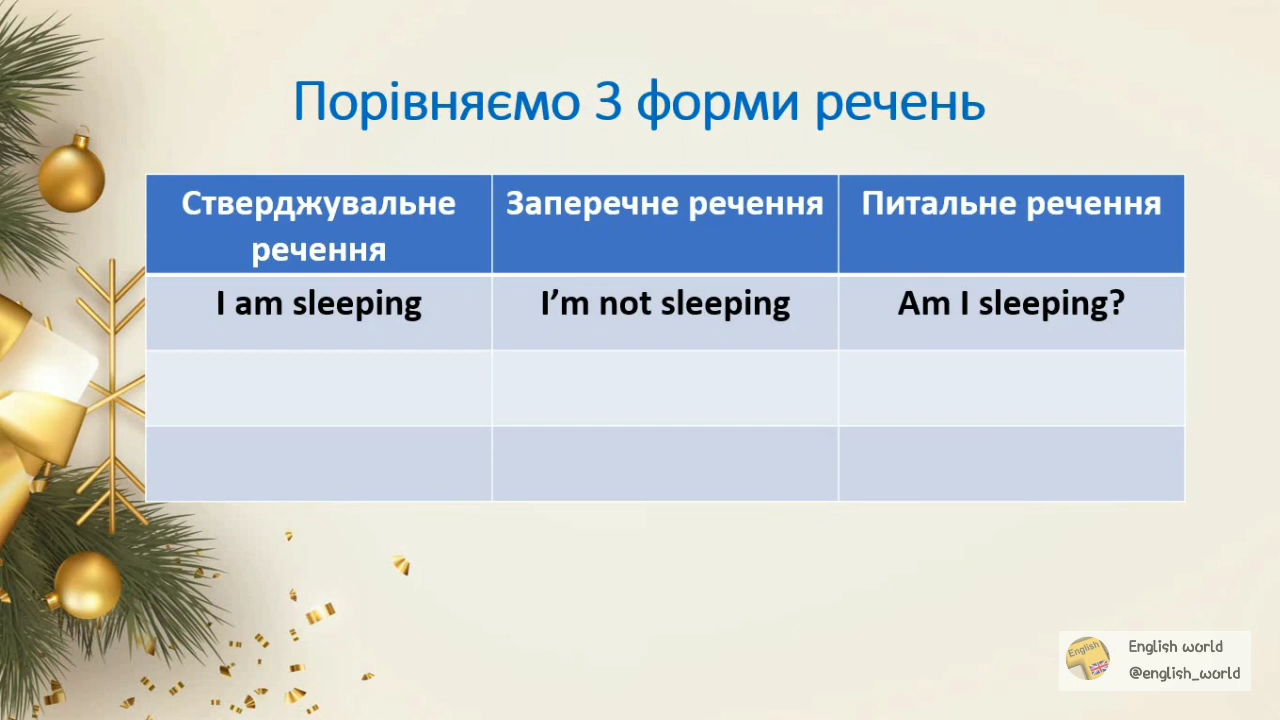 Порівняємо 3 форми речень
Стверджувальне
речення
Заперечне речення
Питальне речення
I am sleeping
I’m not sleeping
Am I sleeping?
English
English world
@english_world